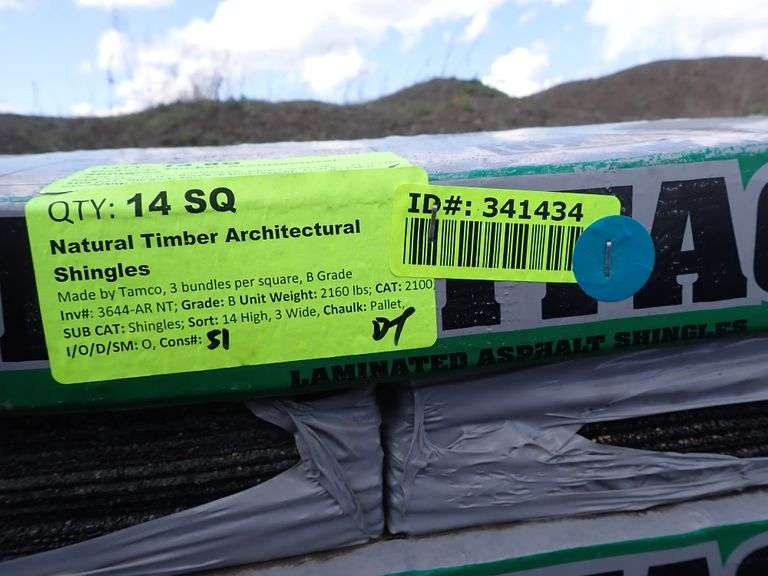 QTY: 14 SQ
Natural Timber Architectural
Shingles
Made by Tamco, 3 bundles per square, B Grade
Inv#: 3644-AR NT; Grade: B Unit Weight: 2160 lbs; CAT: 2100,
SUB CAT: Shingles; Sort: 14 High, 3 Wide, Chaulk: Pallet,
I/O/D/SM: O, Cons#: 51
DT
ID#: 341434
LAMINATED ASPHALT SHINGLES